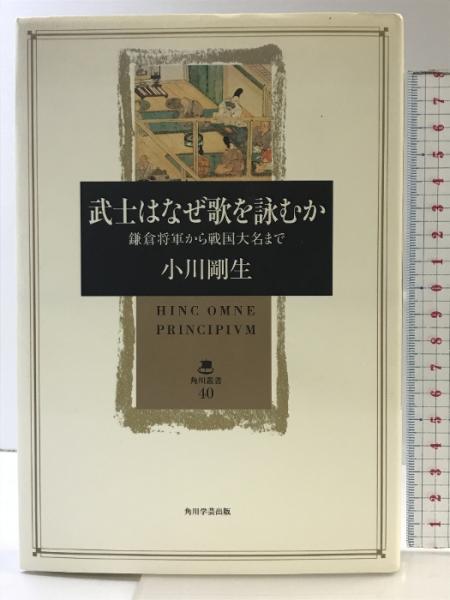 武士はなぜ歌を詠むか
鎌倉将軍から戦国大名まで
小川剛生
HINC OMNE
PRINCIPIVM
角川叢書
40
角川学芸出版